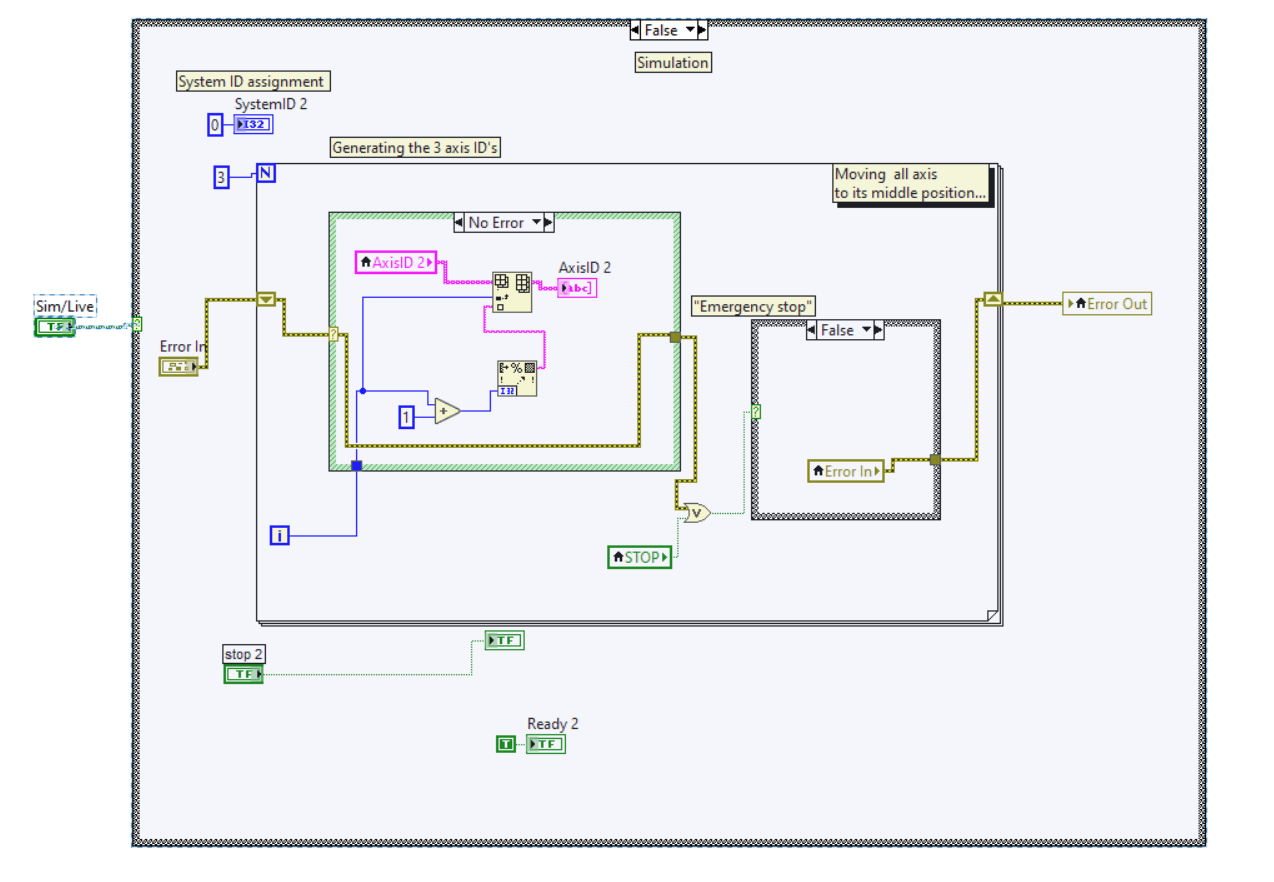 False
Simulation
System ID assignment
SystemID 2
0
I32
Generating the 3 axis ID's
3
N
Moving all axis
to its middle position...
No Error
AxisID 2
AxisID 2
abc
Sim/Live
TF
?
Error In
?
"Emergency stop"
False
Error Out
%
! . !
1
+
?
Error In
i
V
STOP
TF
stop 2
TF
Ready 2
T
TF